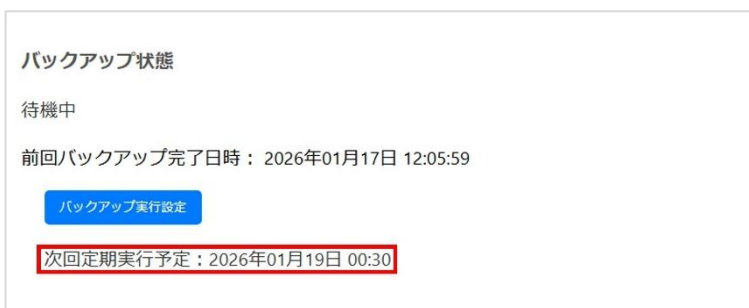 バックアップ状態
待機中
前回バックアップ完了日時： 2026年01月17日 12:05:59
バックアップ実行設定
次回定期実行予定：2026年01月19日 00:30